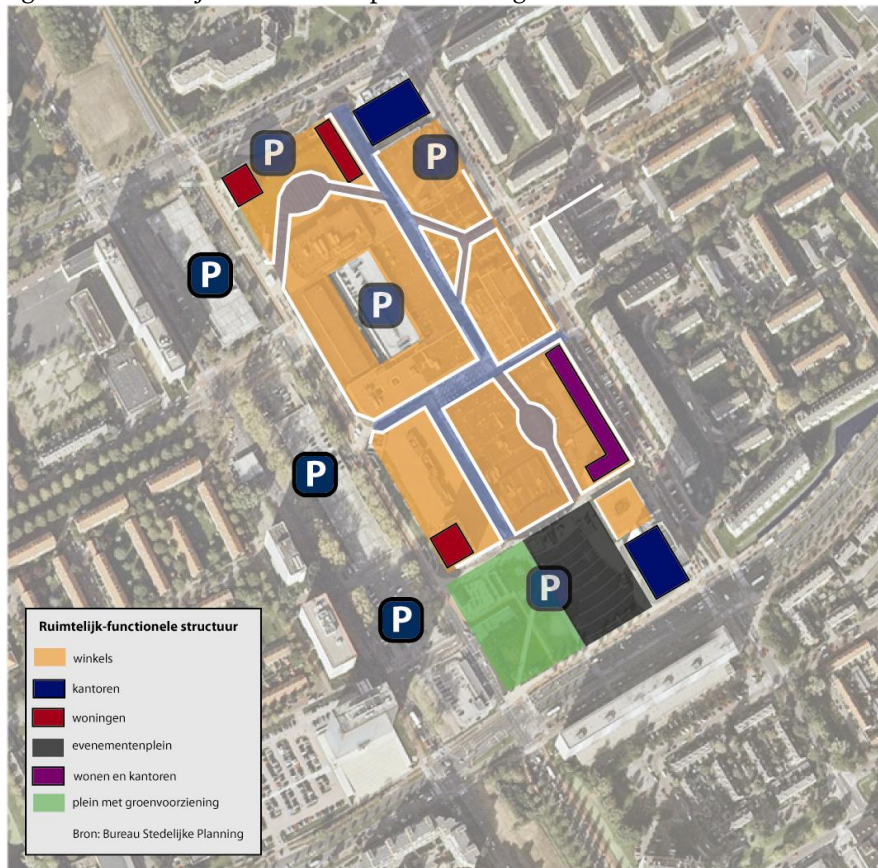 P
P
P
P
P
P
P
Ruimtelijk-functionele structuur
winkels
kantoren
woningen
evenementenplein
wonen en kantoren
plein met groenvoorziening
Bron: Bureau Stedelijke Planning